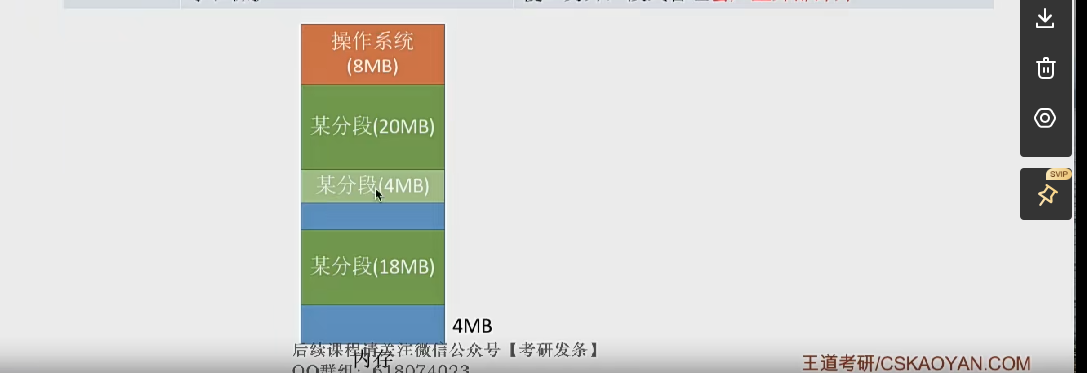 操作系统
(8MB)
某分段(20MB)
某分段(4MB)
某分段(18MB)
4MB
内存
后续课程请关注微信公众号【考研发条】
QQ群组：618074023
王道考研/CSKAOYAN.COM
SVIP